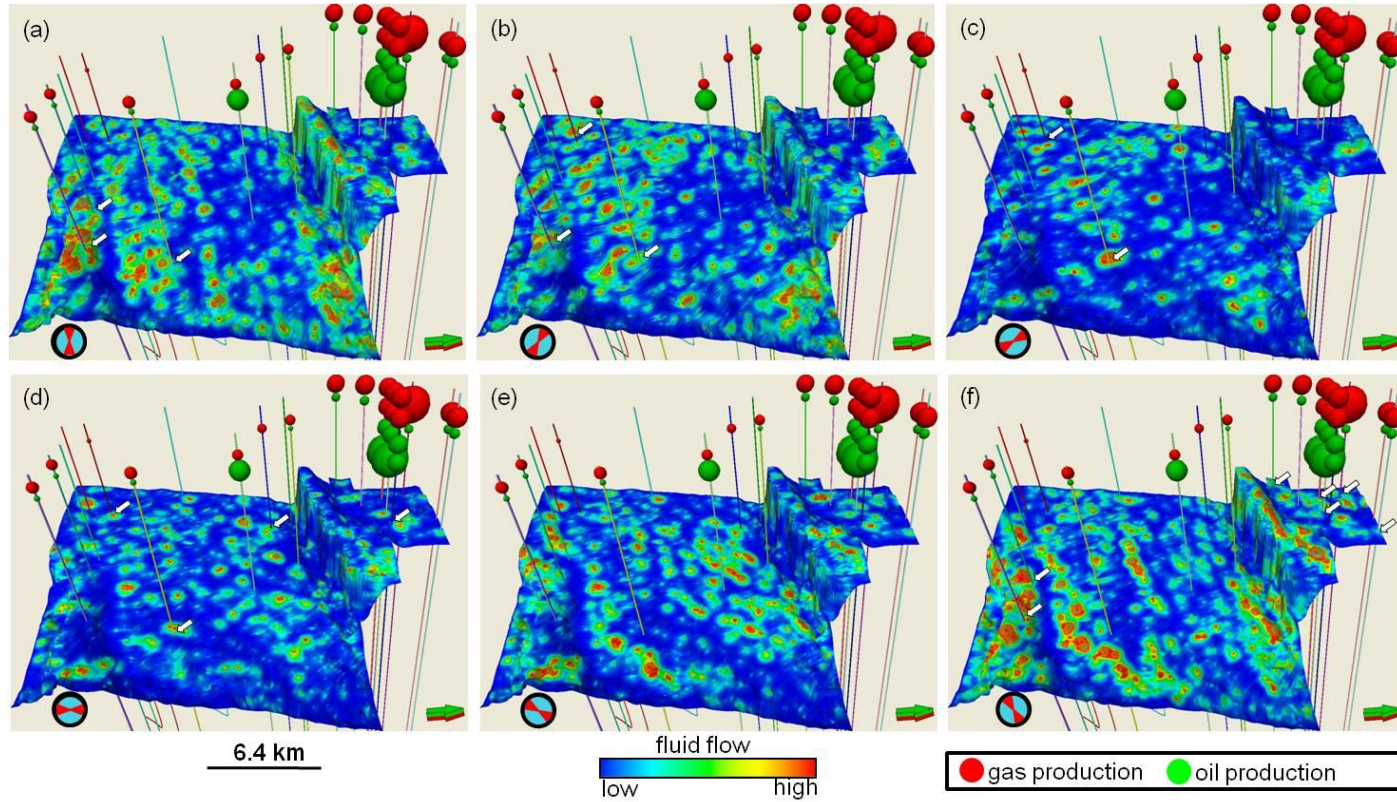 (a)
(b)
(c)
(d)
(e)
(f)
6.4 km
fluid flow
low
high
gas production
oil production